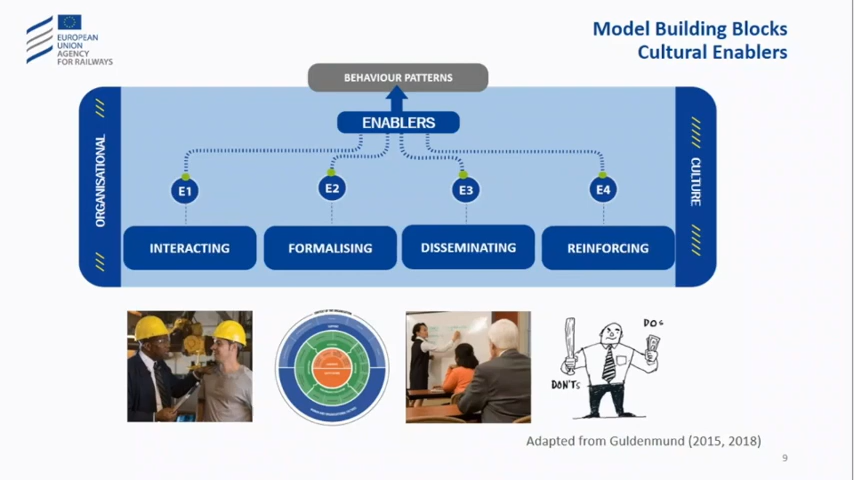 EUROPEAN
UNION
AGENCY
FOR RAILWAYS
Model Building Blocks
Cultural Enablers
BEHAVIOUR PATTERNS
ENABLERS
ORGANISATIONAL
CULTURE
E1
E2
E3
E4
INTERACTING
FORMALISING
DISSEMINATING
REINFORCING
DOs
DON'Ts
Adapted from Guldenmund (2015, 2018)
9